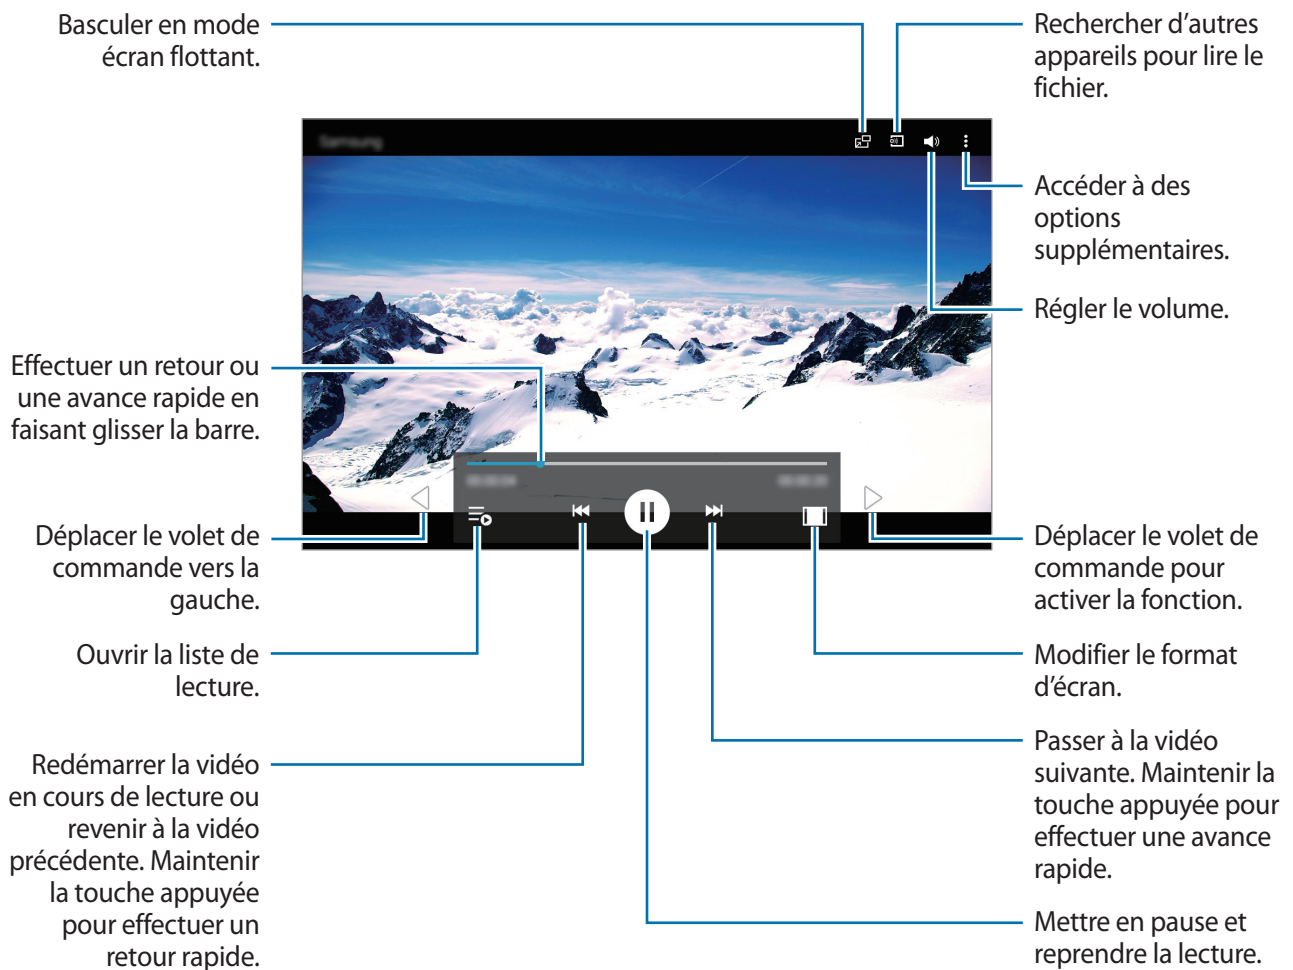 Basculer en mode
écran flottant.
Rechercher d'autres
appareils pour lire le
fichier.
Samsung
Accéder à des
options
supplémentaires.
Régler le volume.
Effectuer un retour ou
une avance rapide en
faisant glisser la barre.
Déplacer le volet de
commande vers la
gauche.
Déplacer le volet de
commande pour
activer la fonction.
Ouvrir la liste de
lecture.
Modifier le format
d'écran.
Redémarrer la vidéo
en cours de lecture ou
revenir à la vidéo
précédente. Maintenir
la touche appuyée
pour effectuer un
retour rapide.
Passer à la vidéo
suivante. Maintenir la
touche appuyée pour
effectuer une avance
rapide.
Mettre en pause et
reprendre la lecture.